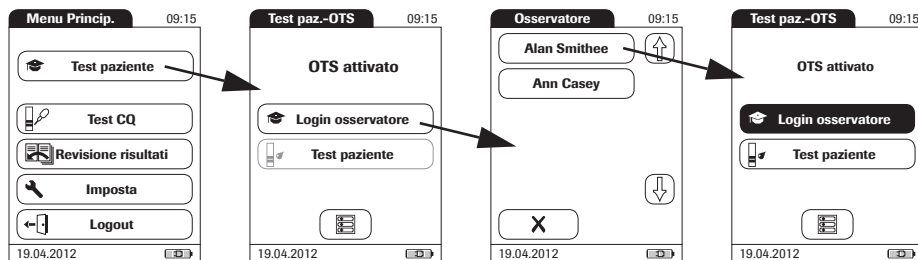 Menu Princip. 09:15
Test paziente
Test CQ
Revisione risultati
Imposta
Logout
19.04.2012
Test paz.-OTS 09:15
OTS attivato
Login osservatore
Test paziente
19.04.2012
Osservatore 09:15
Alan Smithee
Ann Casey
X
19.04.2012
Test paz.-OTS 09:15
OTS attivato
Login osservatore
Test paziente
19.04.2012